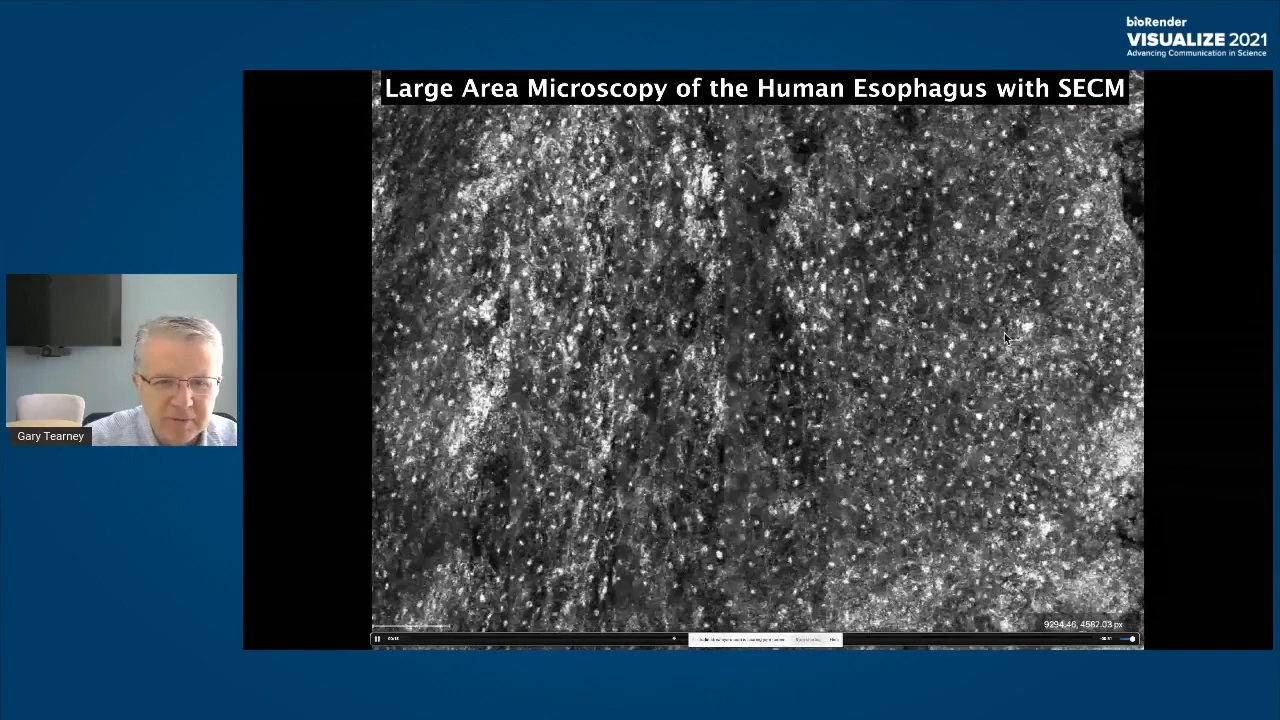 bioRender
VISUALIZE 2021
Advancing Communication in Science
Large Area Microscopy of the Human Esophagus with SECM
Gary Tearney
9294.46, 4582.03 px